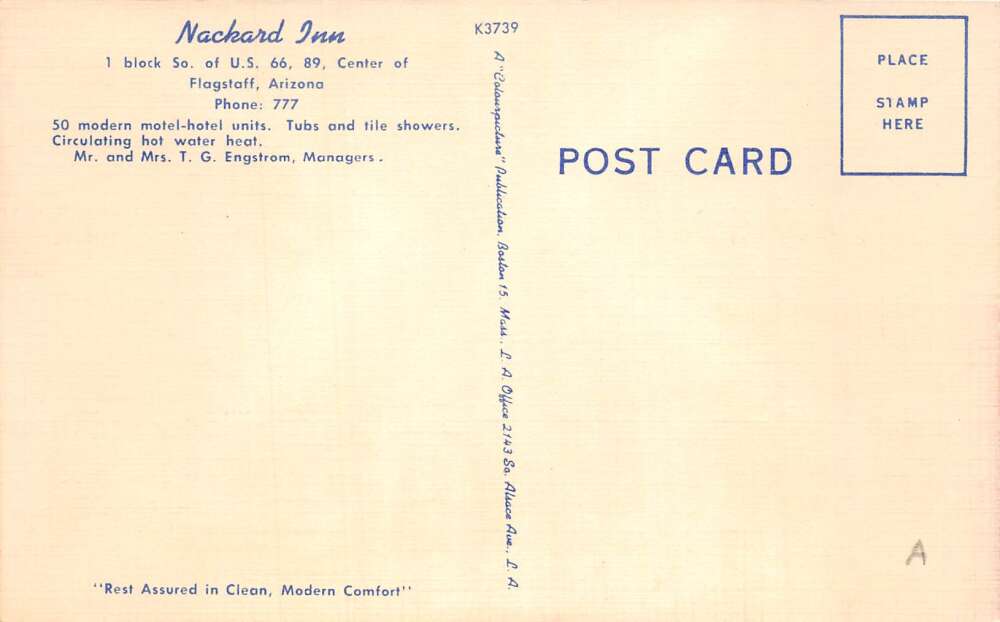 Nackard Inn
1 block So. of U.S. 66, 89, Center of
Flagstaff, Arizona
Phone: 777
50 modern motel-hotel units. Tubs and tile showers.
Circulating hot water heat.
Mr. and Mrs. T. G. Engstrom, Managers.
"Rest Assured in Clean, Modern Comfort"
K3739
A "Colourpicture" Publication, Boston 15, Mass., L. A. Office 2143 So. Alsace Ave., L. A.
POST CARD
PLACE
STAMP
HERE
A